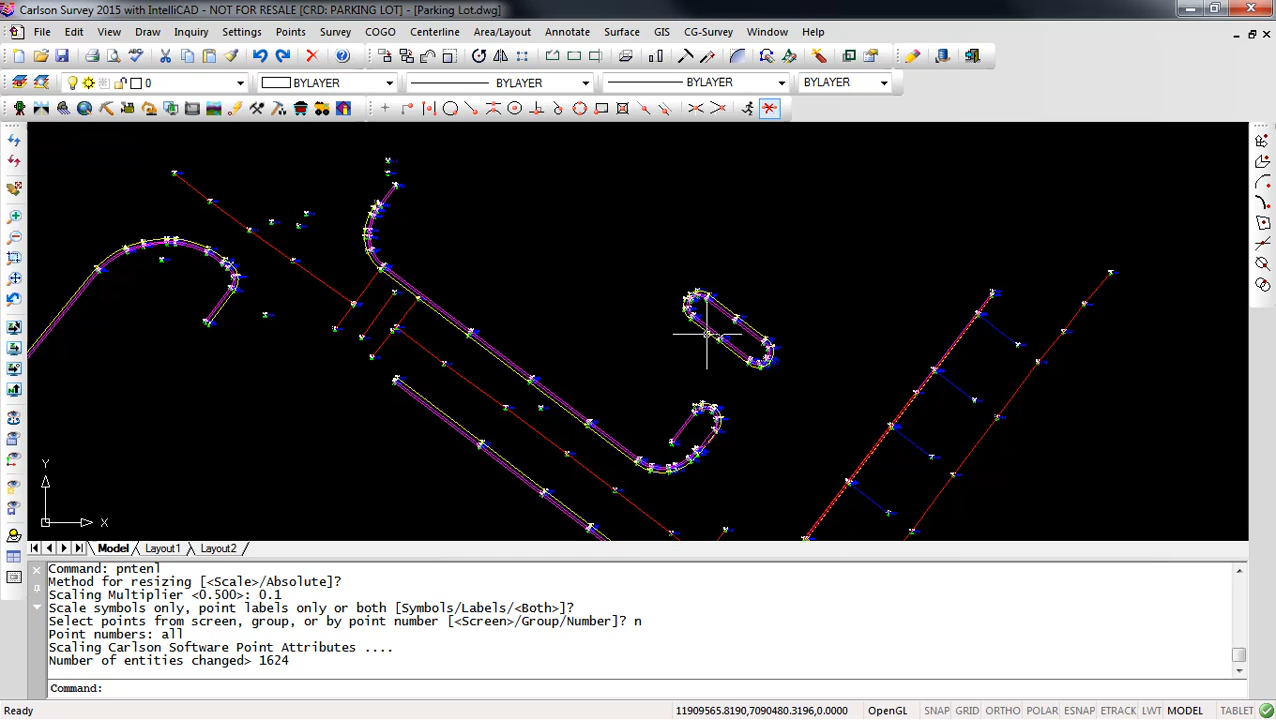 Carlson Survey 2015 with IntelliCAD - NOT FOR RESALE [CRD: PARKING LOT] - [Parking Lot.dwg]
File Edit View Draw Inquiry Settings Points Survey COGO Centerline Area/Layout Annotate Surface GIS CG-Survey Window Help
0 BYLAYER BYLAYER BYLAYER BYLAYER
Y
X
Model Layout1 Layout2
Command: pntenl
Method for resizing [<Scale>/Absolute]?
Scaling Multiplier <0.500>: 0.1
Scale symbols only, point labels only or both [Symbols/Labels/<Both>]?
Select points from screen, group, or by point number [<Screen>/Group/Number]? n
Point numbers: all
Scaling Carlson Software Point Attributes ....
Number of entities changed> 1624
Command:
Ready 11909565.8190,7090480.3196,0.0000 OpenGL SNAP GRID ORTHO POLAR ESNAP ETRACK LWT MODEL TABLET